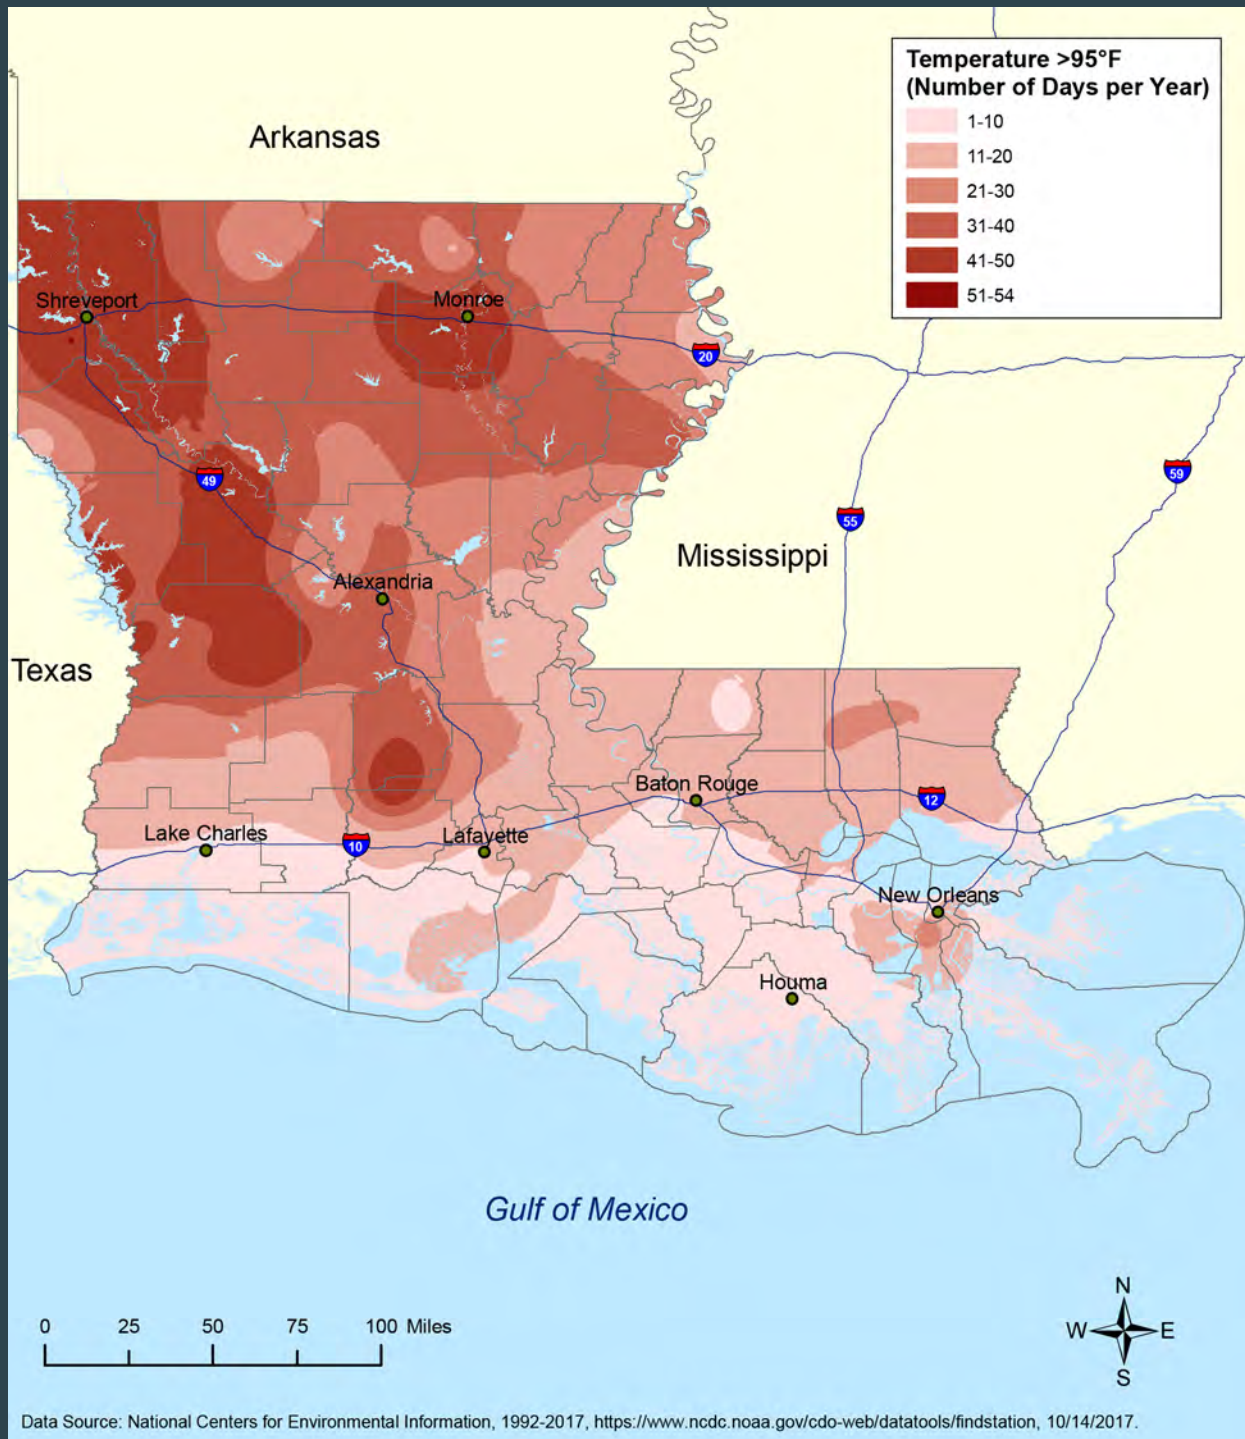 Temperature >95°F
(Number of Days per Year)
1-10
11-20
21-30
31-40
41-50
51-54
Arkansas
Shreveport
Monroe
20
49
59
55
Mississippi
Alexandria
Texas
Baton Rouge
12
Lake Charles
10
Lafayette
New Orleans
Houma
Gulf of Mexico
N
W E
S
0 25 50 75 100 Miles
Data Source: National Centers for Environmental Information, 1992-2017, https://www.ncdc.noaa.gov/cdo-web/datatools/findstation, 10/14/2017.